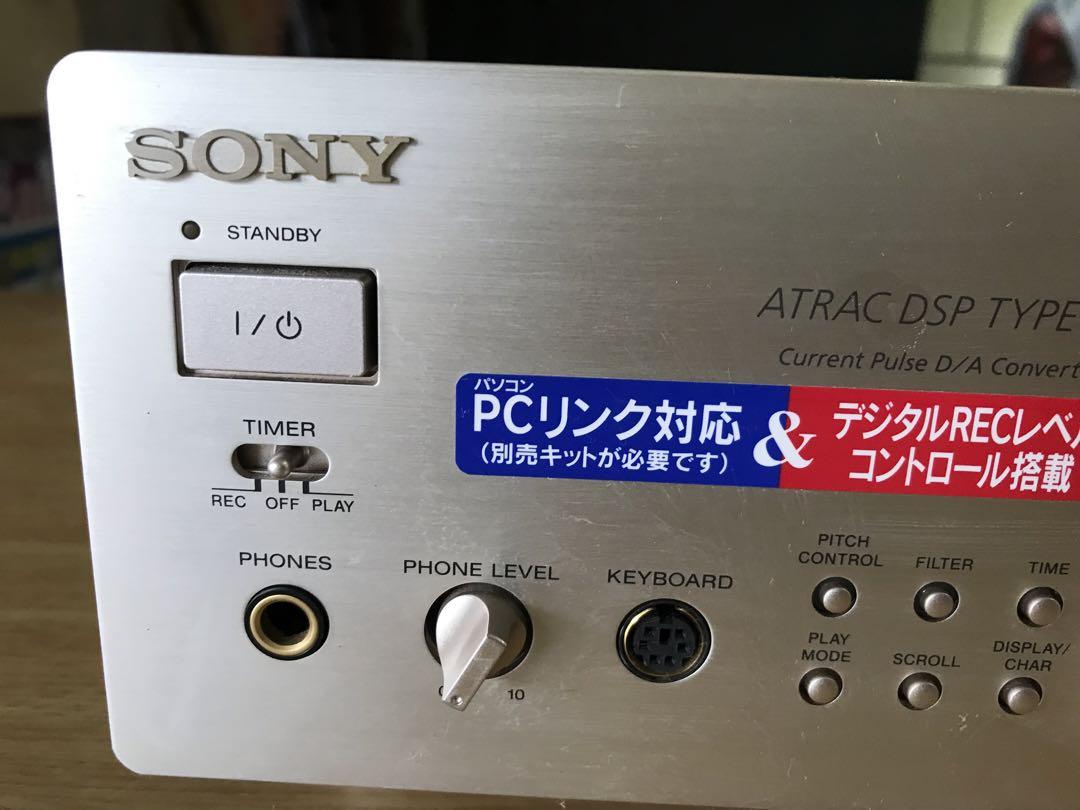 SONY
STANDBY
I/⏻
ATRAC DSP TYPE
Current Pulse D/A Convert
パソコン
PCリンク対応
(別売キットが必要です)
&
デジタルRECレベル
コントロール搭載
TIMER
REC OFF PLAY
PHONES
PHONE LEVEL
10
KEYBOARD
PITCH
CONTROL
FILTER
TIME
PLAY
MODE
SCROLL
DISPLAY/
CHAR